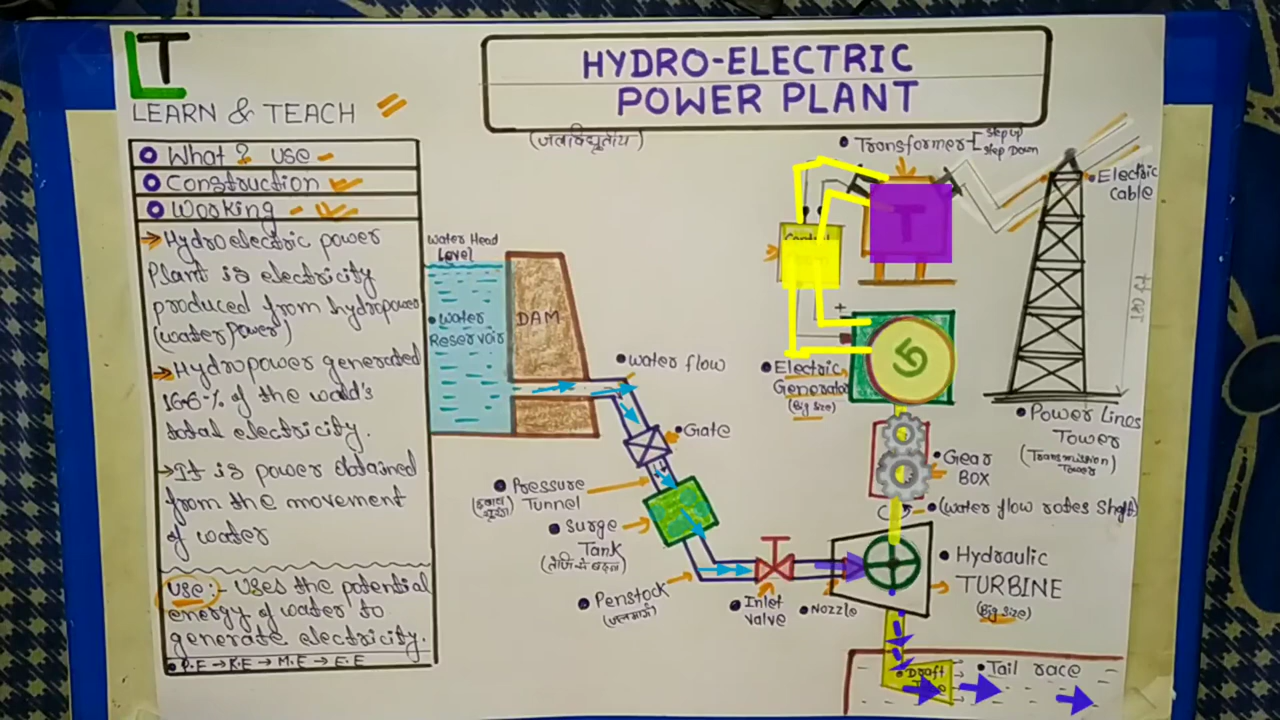 LT
LEARN & TEACH
HYDRO-ELECTRIC
POWER PLANT
(जलविद्युतीय)
What? use
Construction
Working
Hydroelectric power
Plant is electricity
produced from hydropower
(water power)
Hydropower generated
16.6% of the wold's
total electricity.
It is power obtained
from the movement
of water
use:- Uses the potential
energy of water to
generate electricity.
P.E → K.E → M.E → E.E
Water Head
Level
Water
Reservoir
DAM
Water flow
Gate
Pressure
Tunnel
Surge
Tank
Penstock
Inlet
Valve
Nozzle
Transformer
Step up
Step Down
Electric
Cable
T
+
Electric
Generator
(Big Size)
G
Power Lines
Tower
(Transmission)
Tower
Gear
BOX
(Water flow rotes shaft)
Hydraulic
TURBINE
(Big Size)
Draft
Tail race